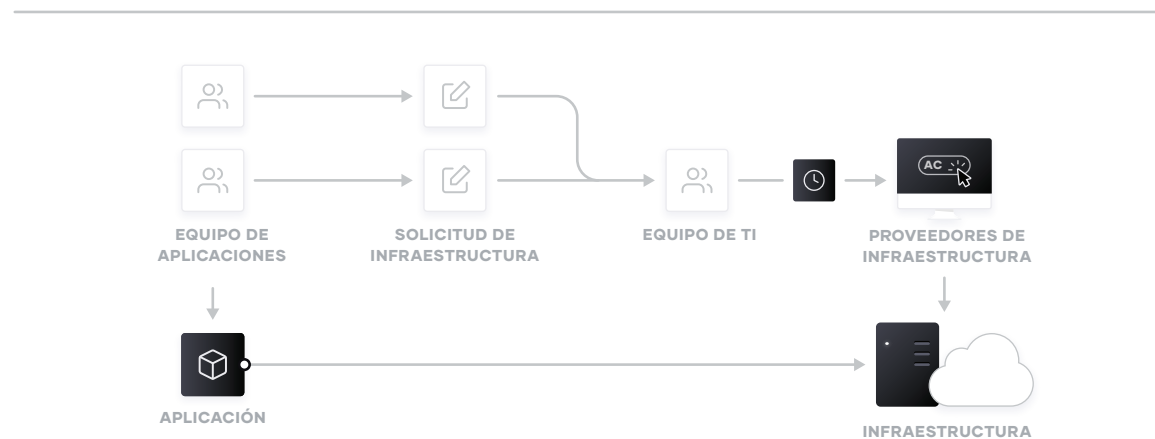 AC
EQUIPO DE
APLICACIONES
SOLICITUD DE
INFRAESTRUCTURA
EQUIPO DE TI
PROVEEDORES DE
INFRAESTRUCTURA
APLICACIÓN
INFRAESTRUCTURA